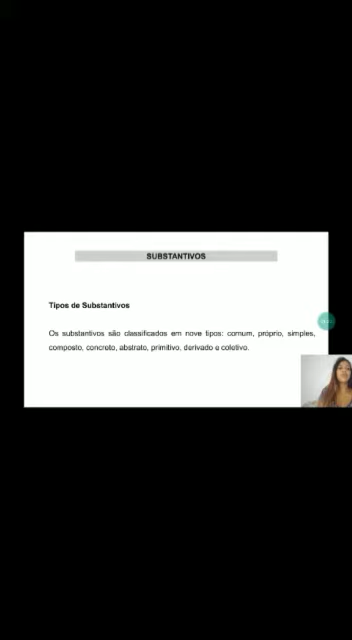 SUBSTANTIVOS
Tipos de Substantivos
Os substantivos são classificados em nove tipos: comum, próprio, simples,
composto, concreto, abstrato, primitivo, derivado e coletivo.